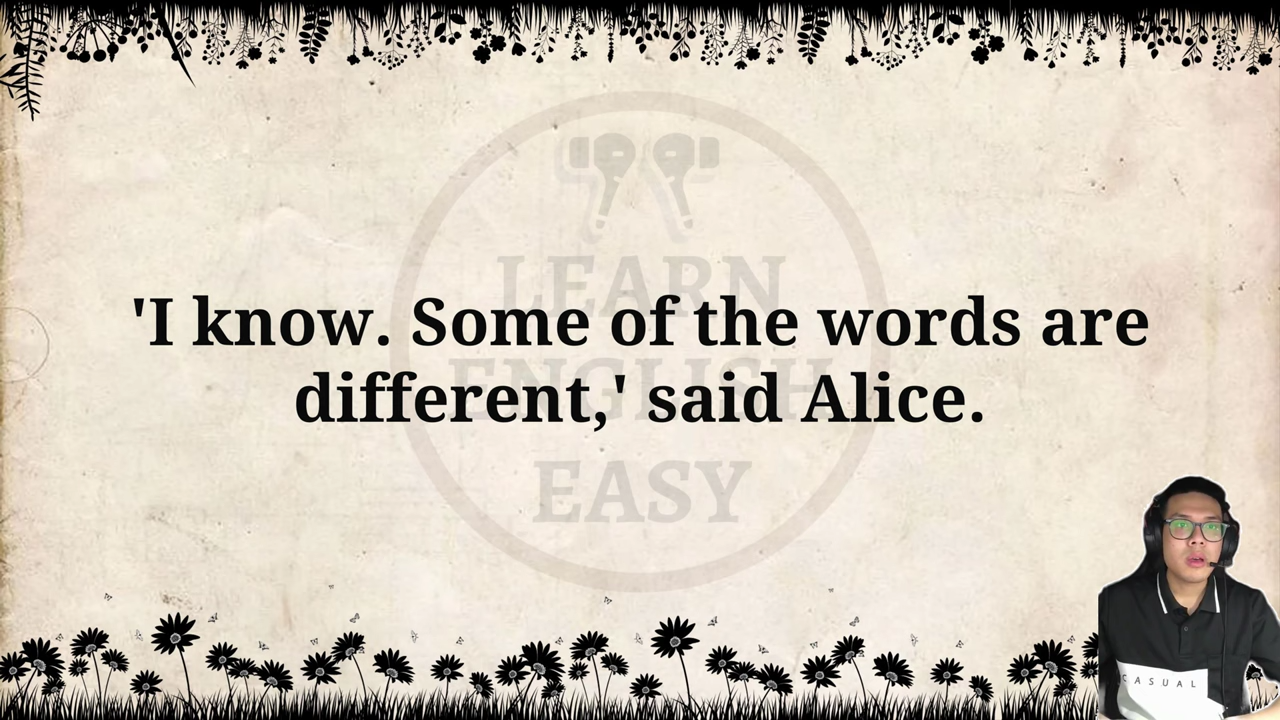 LEARN
'I know. Some of the words are
ENGLISH
different,' said Alice.
EASY
CASUAL